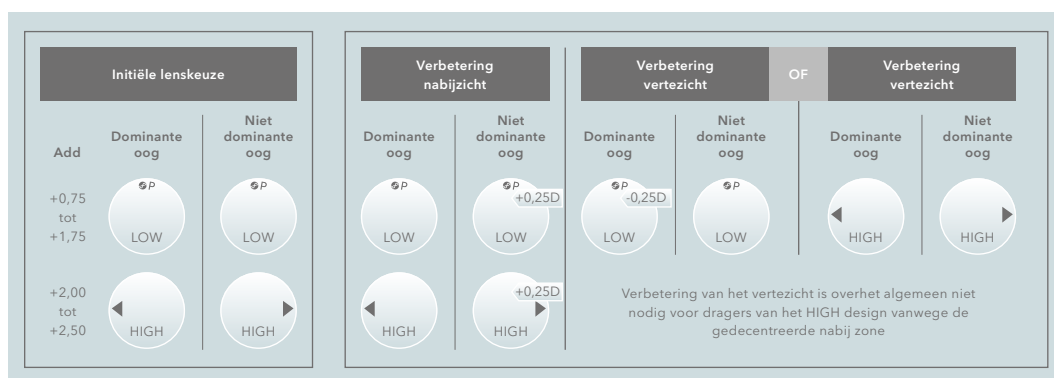 Initiële lenskeuze
Verbetering
nabijzicht
Verbetering
vertezicht
OF
Verbetering
vertezicht
Add
Dominante
oog
Niet
dominante
oog
Dominante
oog
Niet
dominante
oog
Dominante
oog
Niet
dominante
oog
Dominante
oog
Niet
dominante
oog
+0,75
tot
+1,75
P
LOW
P
LOW
P
LOW
P
+0,25D
LOW
P
-0,25D
LOW
P
LOW
HIGH
HIGH
+2,00
tot
+2,50
HIGH
HIGH
HIGH
+0,25D
HIGH
Verbetering van het vertezicht is overhet algemeen niet
nodig voor dragers van het HIGH design vanwege de
gedecentreerde nabij zone